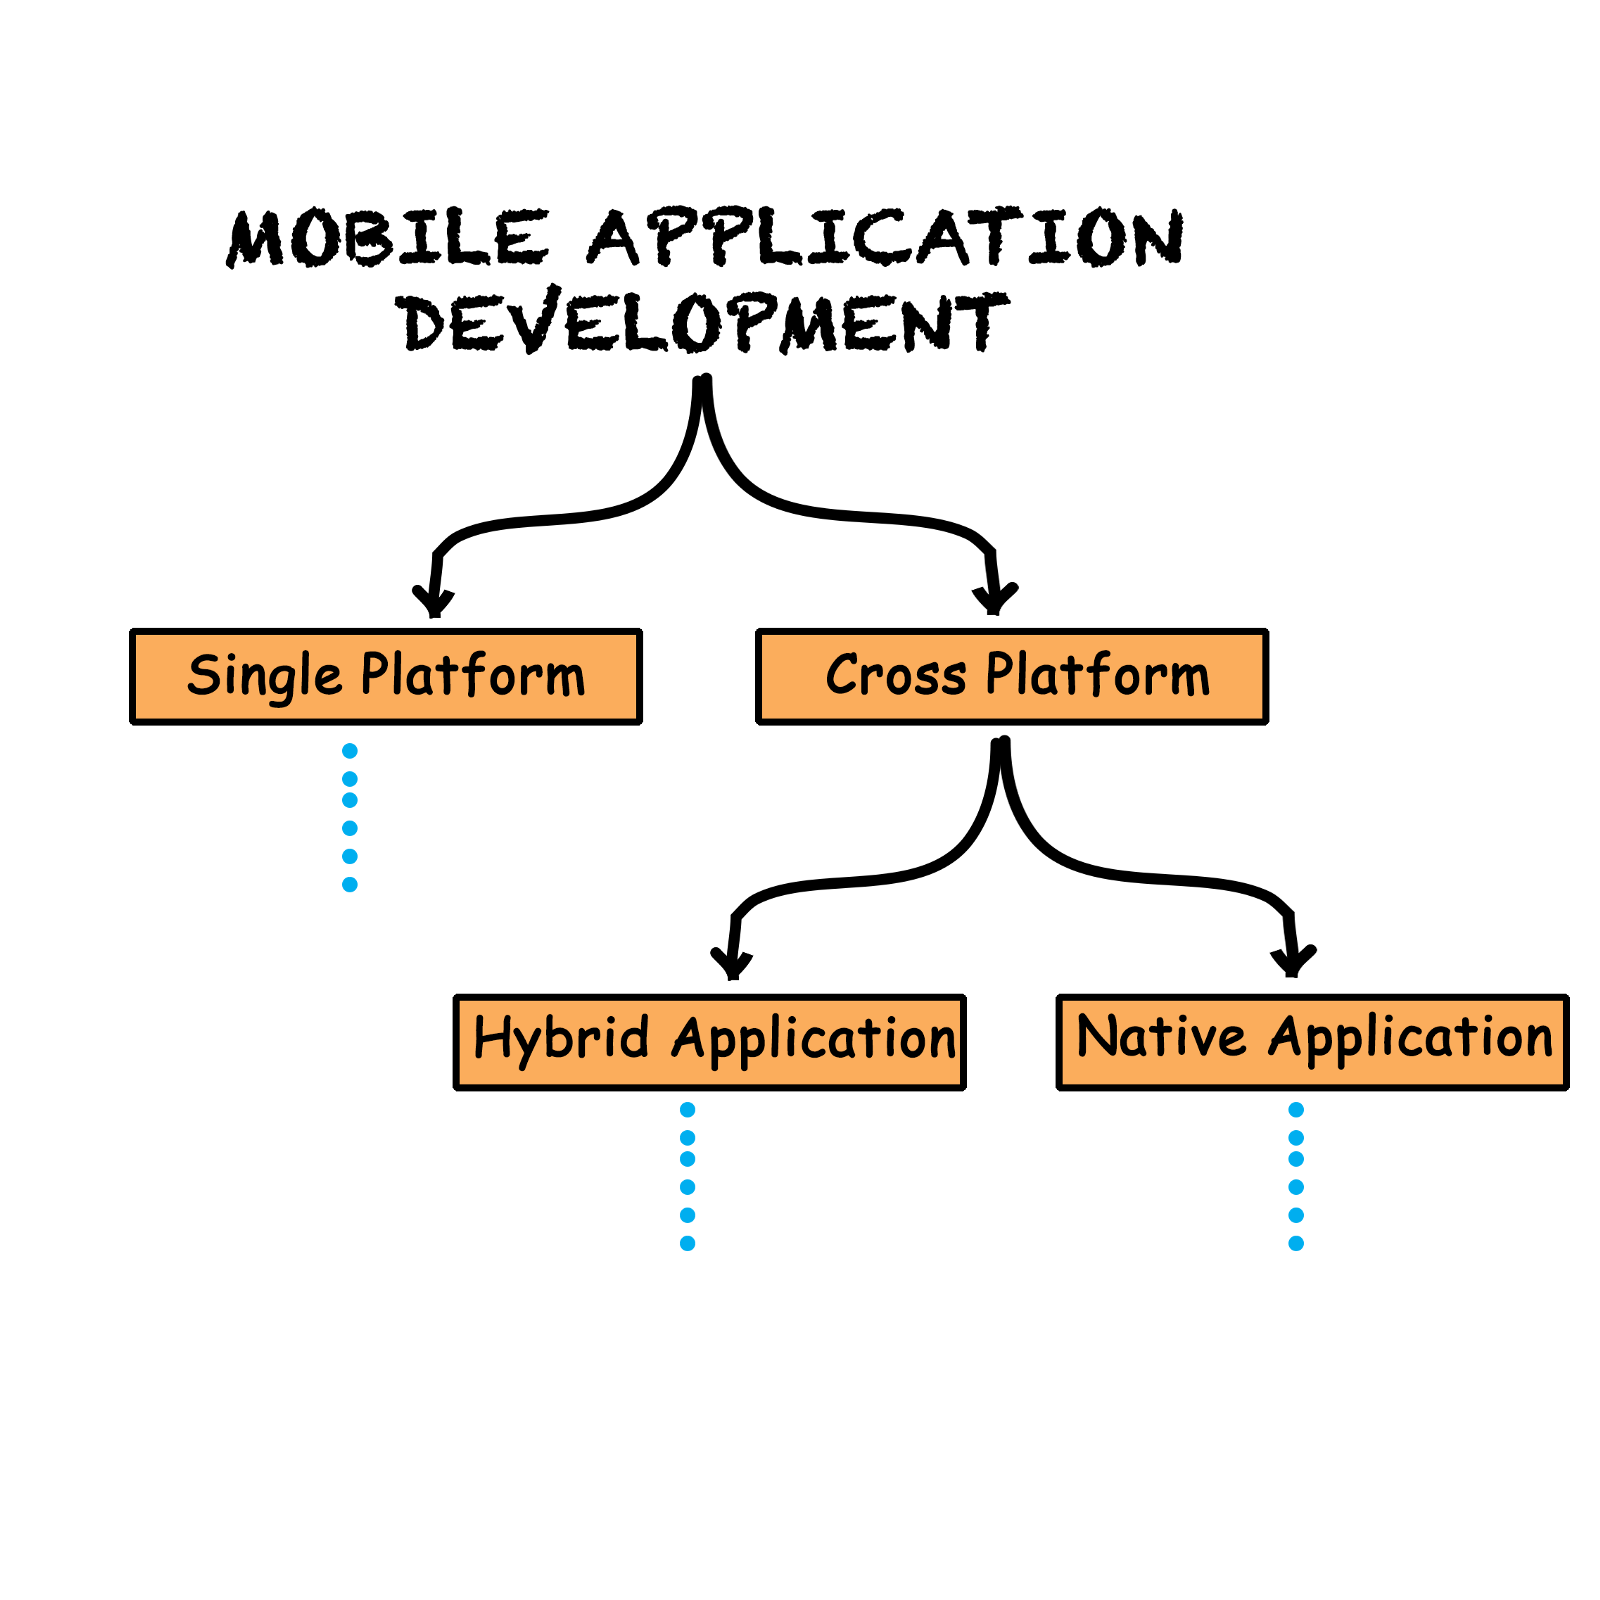 MOBILE APPLICATION
DEVELOPMENT
Single Platform
Cross Platform
Hybrid Application
Native Application